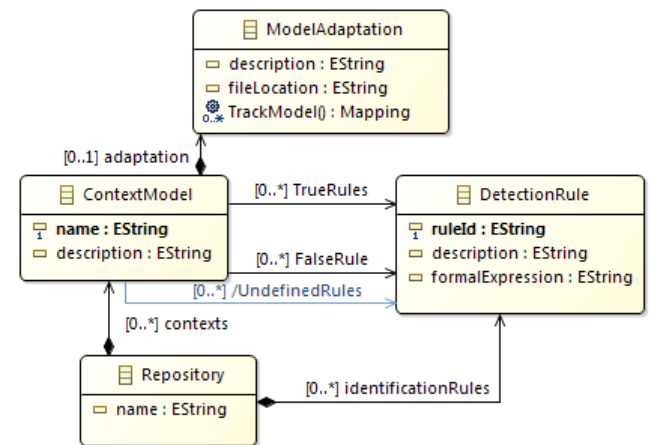 ModelAdaptation
description : EString
fileLocation : EString
0..* TrackModel() : Mapping
[0..1] adaptation
ContextModel
1 name : EString
description : EString
[0..*] TrueRules
[0..*] FalseRule
[0..*] /UndefinedRules
DetectionRule
1 ruleId : EString
description : EString
formalExpression : EString
[0..*] contexts
Repository
name : EString
[0..*] identificationRules